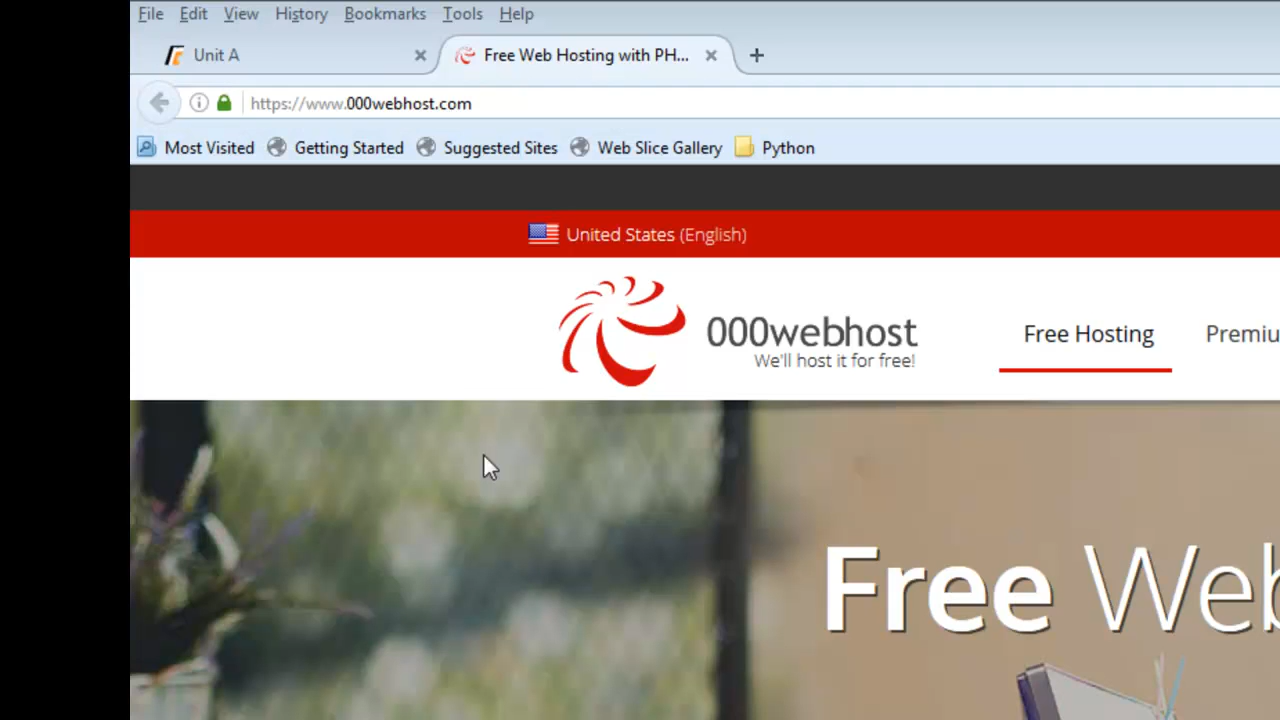 File Edit View History Bookmarks Tools Help
Unit A Free Web Hosting with PH...
https://www.000webhost.com
Most Visited Getting Started Suggested Sites Web Slice Gallery Python
United States (English)
000webhost Free Hosting Premiu
We'll host it for free!
Free Web